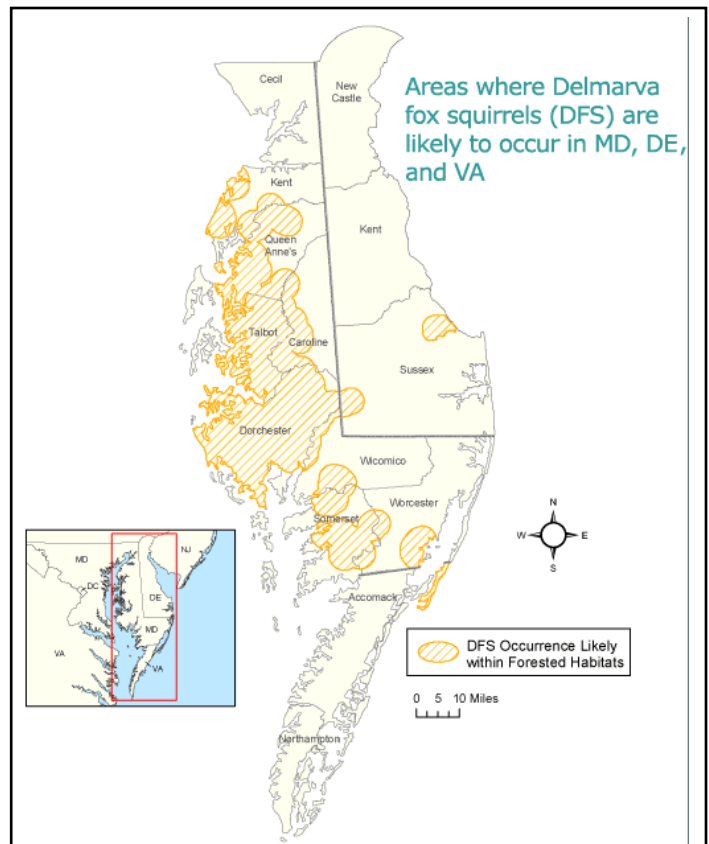 Areas where Delmarva
fox squirrels (DFS) are
likely to occur in MD, DE,
and VA
Cecil
New
Castle
Kent
Kent
Queen
Anne's
Talbot
Caroline
Sussex
Dorchester
Wicomico
Worcester
Somerset
Accomack
Northampton
N
W
E
S
MD
NJ
DC
DE
MD
VA
VA
DFS Occurrence Likely
within Forested Habitats
0 5 10 Miles